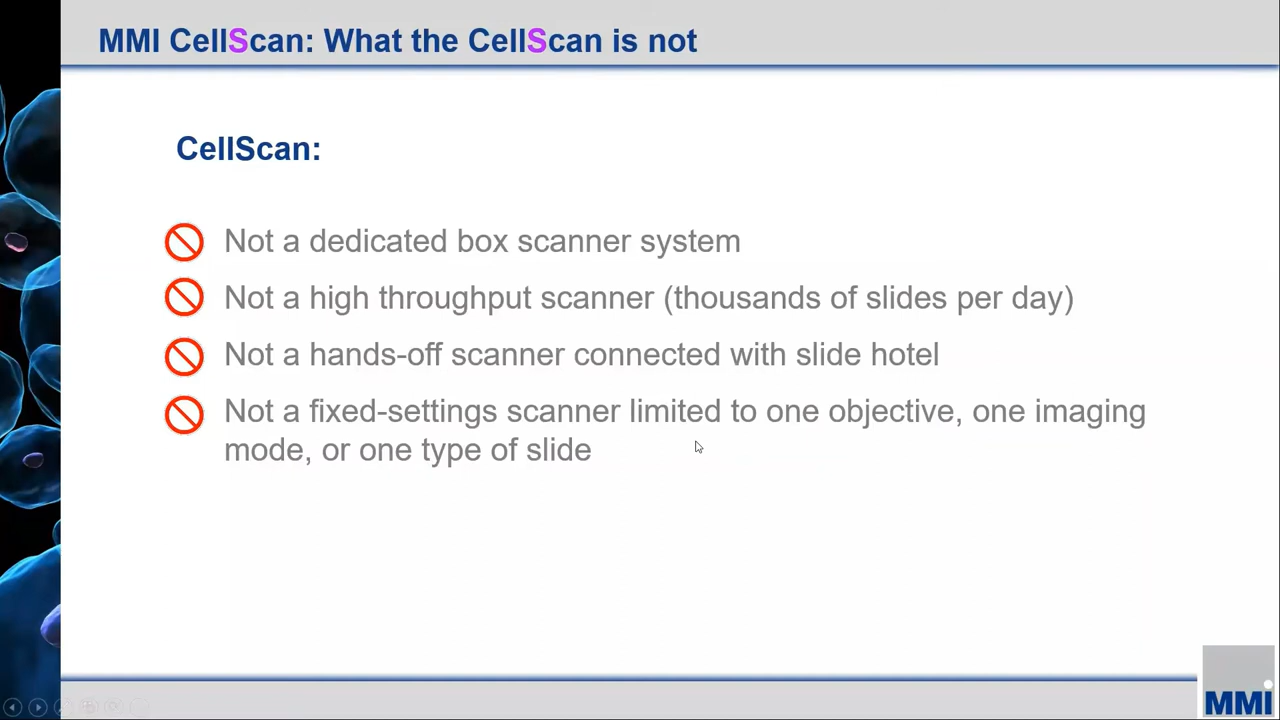 MMI CellScan: What the CellScan is not
CellScan:
Not a dedicated box scanner system
Not a high throughput scanner (thousands of slides per day)
Not a hands-off scanner connected with slide hotel
Not a fixed-settings scanner limited to one objective, one imaging
mode, or one type of slide
MMI